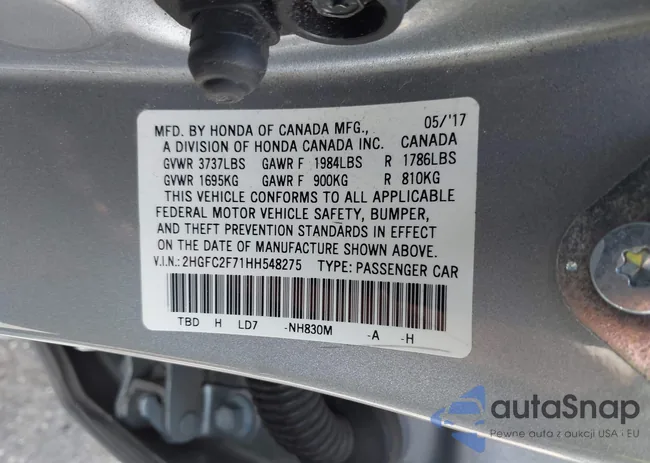 05/'17
MFD. BY HONDA OF CANADA MFG.,
A DIVISION OF HONDA CANADA INC. CANADA
GVWR 3737LBS GAWR F 1984LBS R 1786LBS
GVWR 1695KG GAWR F 900KG R 810KG
THIS VEHICLE CONFORMS TO ALL APPLICABLE
FEDERAL MOTOR VEHICLE SAFETY, BUMPER,
AND THEFT PREVENTION STANDARDS IN EFFECT
ON THE DATE OF MANUFACTURE SHOWN ABOVE.
V.I.N.: 2HGFC2F71HH548275 TYPE: PASSENGER CAR
TBD H LD7 -NH830M -A -H
autaSnap
Pewne auta z aukcji USA · EU